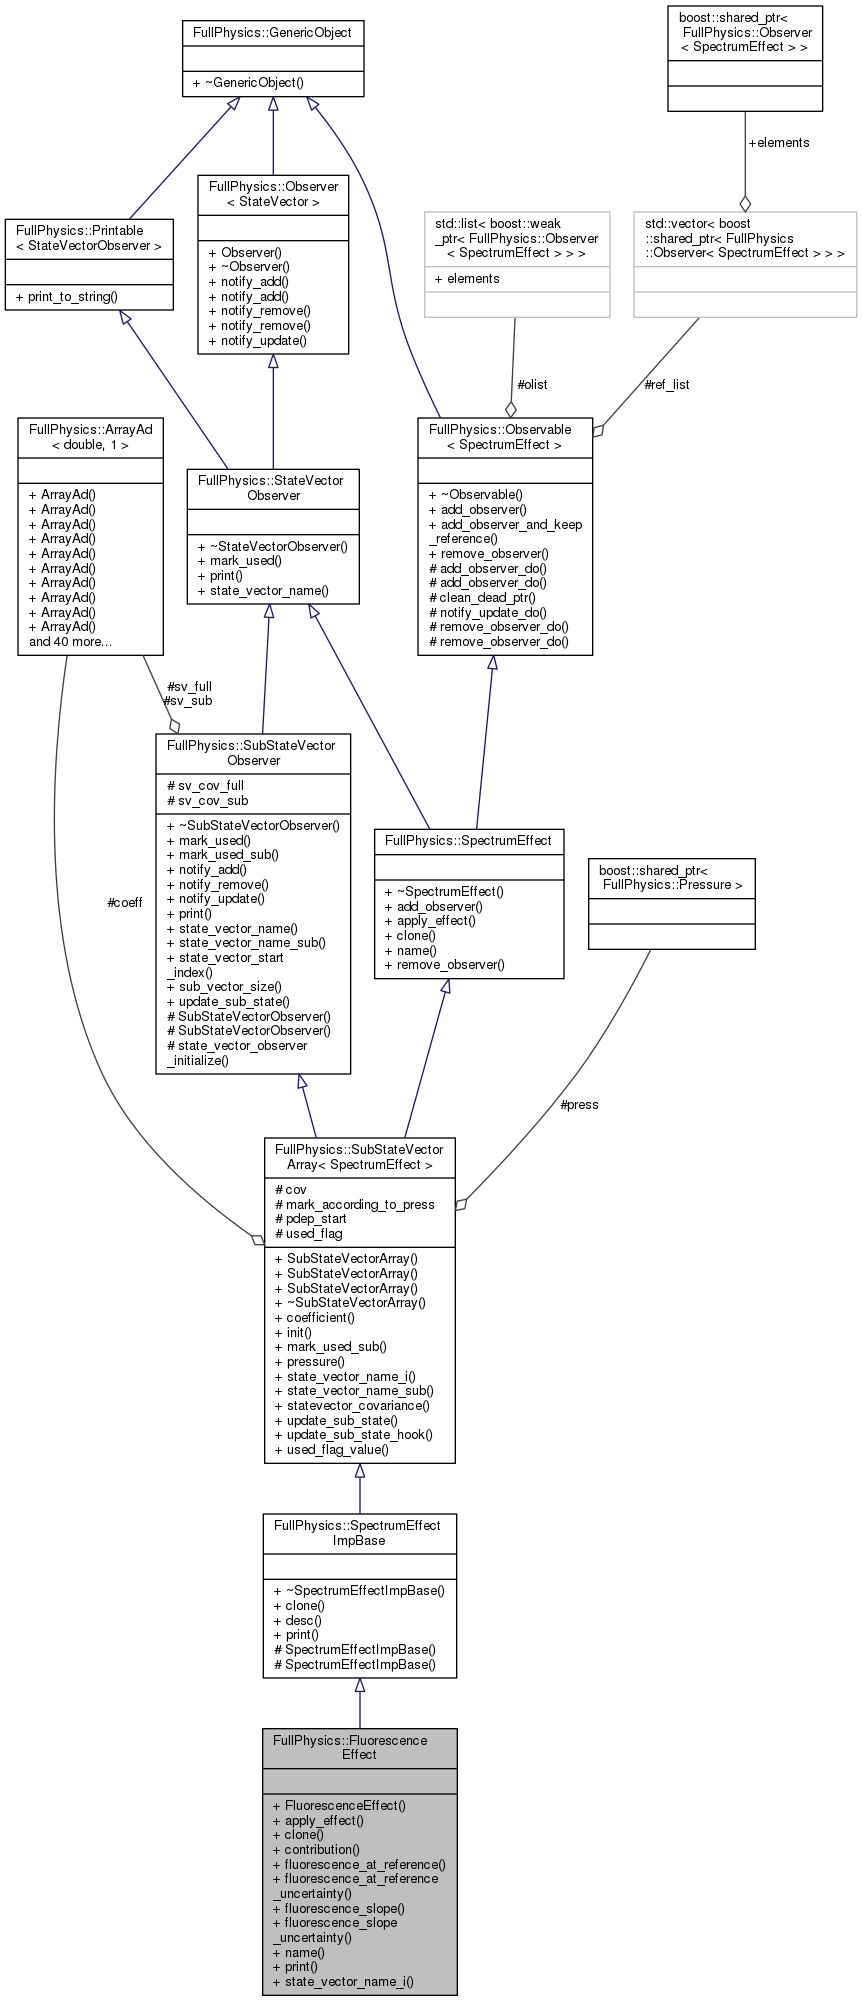 FullPhysics::GenericObject
+ ~GenericObject()
boost::shared_ptr<
FullPhysics::Observer
< SpectrumEffect > >
+elements
FullPhysics::Observer
< StateVector >
+ Observer()
+ ~Observer()
+ notify_add()
+ notify_add()
+ notify_remove()
+ notify_remove()
+ notify_update()
FullPhysics::Printable
< StateVectorObserver >
+ print_to_string()
std::list< boost::weak
_ptr< FullPhysics::Observer
< SpectrumEffect > > >
+ elements
std::vector< boost
::shared_ptr< FullPhysics
::Observer< SpectrumEffect > > >
#olist
#ref_list
FullPhysics::ArrayAd
< double, 1 >
+ ArrayAd()
+ ArrayAd()
+ ArrayAd()
+ ArrayAd()
+ ArrayAd()
+ ArrayAd()
+ ArrayAd()
+ ArrayAd()
+ ArrayAd()
+ ArrayAd()
and 40 more...
FullPhysics::StateVector
Observer
+ ~StateVectorObserver()
+ mark_used()
+ print()
+ state_vector_name()
FullPhysics::Observable
< SpectrumEffect >
+ ~Observable()
+ add_observer()
+ add_observer_and_keep
_reference()
+ remove_observer()
# add_observer_do()
# add_observer_do()
# clean_dead_ptr()
# notify_update_do()
# remove_observer_do()
# remove_observer_do()
#sv_full
#sv_sub
FullPhysics::SubStateVector
Observer
# sv_cov_full
# sv_cov_sub
+ ~SubStateVectorObserver()
+ mark_used()
+ mark_used_sub()
+ notify_add()
+ notify_remove()
+ notify_update()
+ print()
+ state_vector_name()
+ state_vector_name_sub()
+ state_vector_start
_index()
+ sub_vector_size()
+ update_sub_state()
# SubStateVectorObserver()
# SubStateVectorObserver()
# state_vector_observer
_initialize()
FullPhysics::SpectrumEffect
+ ~SpectrumEffect()
+ add_observer()
+ apply_effect()
+ clone()
+ name()
+ remove_observer()
boost::shared_ptr<
FullPhysics::Pressure >
#coeff
#press
FullPhysics::SubStateVector
Array< SpectrumEffect >
# cov
# mark_according_to_press
# pdep_start
# used_flag
+ SubStateVectorArray()
+ SubStateVectorArray()
+ SubStateVectorArray()
+ ~SubStateVectorArray()
+ coefficient()
+ init()
+ mark_used_sub()
+ pressure()
+ state_vector_name_i()
+ state_vector_name_sub()
+ statevector_covariance()
+ update_sub_state()
+ update_sub_state_hook()
+ used_flag_value()
FullPhysics::SpectrumEffect
ImpBase
+ ~SpectrumEffectImpBase()
+ clone()
+ desc()
+ print()
# SpectrumEffectImpBase()
# SpectrumEffectImpBase()
FullPhysics::Fluorescence
Effect
+ FluorescenceEffect()
+ apply_effect()
+ clone()
+ contribution()
+ fluorescence_at_reference()
+ fluorescence_at_reference
_uncertainty()
+ fluorescence_slope()
+ fluorescence_slope
_uncertainty()
+ name()
+ print()
+ state_vector_name_i()